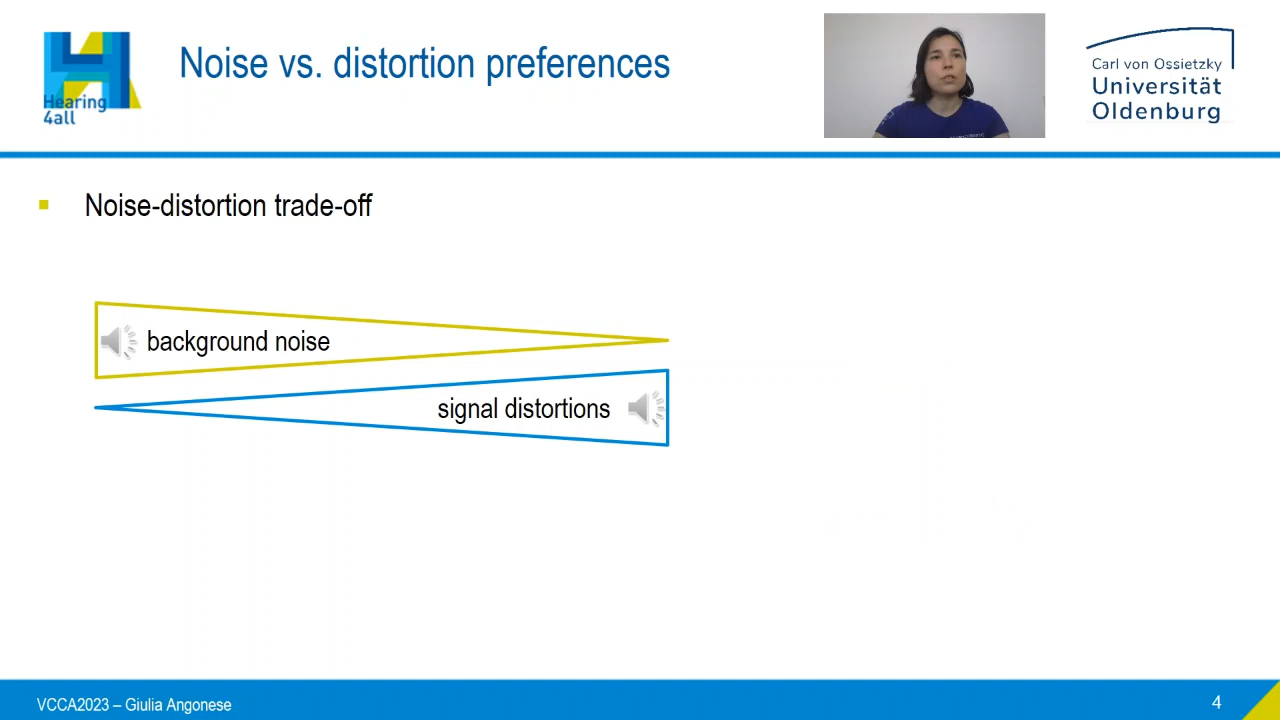 Hearing
4all
Noise vs. distortion preferences
Carl von Ossietzky
Universität
Oldenburg
Noise-distortion trade-off
background noise
signal distortions
VCCA2023 – Giulia Angonese
4